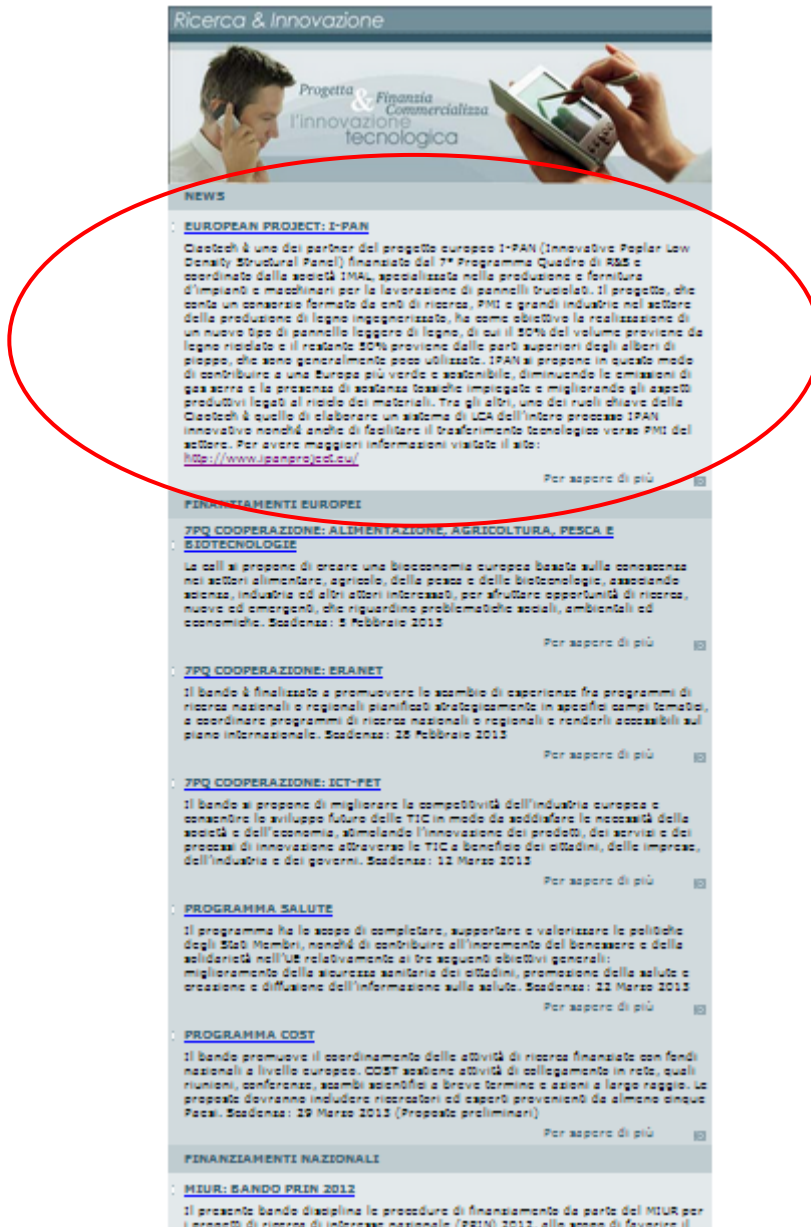 Ricerca & Innovazione
Progetta
& Finanzia
Commercializza
l'innovazione
tecnologica
NEWS
EUROPEAN PROJECT: I-PAN
Ciaotech è uno dei partner del progetto europeo I-PAN (Innovative Poplar Low
Density Structural Panel) finanziato dal 7° Programma Quadro di R&S e
coordinato dalla società IMAL, specializzata nella produzione e fornitura
d'impianti e macchinari per la lavorazione di pannelli truciolati. Il progetto, che
conta un consorzio formato da enti di ricerca, PMI e grandi industrie nel settore
della produzione di legno ingegnerizzato, ha come obiettivo la realizzazione di
un nuovo tipo di pannello leggero di legno, di cui il 50% del volume proviene da
legno riciclato e il restante 50% proviene dalle parti superiori degli alberi di
pioppo, che sono generalmente poco utilizzate. IPAN si propone in questo modo
di contribuire a una Europa più verde e sostenibile, diminuendo le emissioni di
gas serra e la presenza di sostanze tossiche impiegate e migliorando gli aspetti
produttivi legati al riciclo dei materiali. Tra gli altri, uno dei ruoli chiave della
Ciaotech è quello di elaborare un sistema di LCA dell'intero processo IPAN
innovativo nonché anche di facilitare il trasferimento tecnologico verso PMI del
settore. Per avere maggiori informazioni visitate il sito:
http://www.ipanproject.eu/
Per sapere di più
FINANZIAMENTI EUROPEI
7PQ COOPERAZIONE: ALIMENTAZIONE, AGRICOLTURA, PESCA E
BIOTECNOLOGIE
La call si propone di creare una bioeconomia europea basata sulla conoscenza
nei settori alimentare, agricolo, della pesca e delle biotecnologie, associando
scienza, industria ed altri attori interessati, per sfruttare opportunità di ricerca,
nuove ed emergenti, che riguardino problematiche sociali, ambientali ed
economiche. Scadenza: 5 Febbraio 2013
Per sapere di più
7PQ COOPERAZIONE: ERANET
Il bando è finalizzato a promuovere lo scambio di esperienze fra programmi di
ricerca nazionali o regionali pianificati strategicamente in specifici campi tematici,
a coordinare programmi di ricerca nazionali o regionali e renderli accessibili sul
piano internazionale. Scadenza: 28 Febbraio 2013
Per sapere di più
7PQ COOPERAZIONE: ICT-FET
Il bando si propone di migliorare la competitività dell'industria europea e
consentire lo sviluppo futuro delle TIC in modo da soddisfare le necessità della
società e dell'economia, stimolando l'innovazione dei prodotti, dei servizi e dei
processi di innovazione attraverso le TIC a beneficio dei cittadini, delle imprese,
dell'industria e dei governi. Scadenza: 12 Marzo 2013
Per sapere di più
PROGRAMMA SALUTE
Il programma ha lo scopo di completare, supportare e valorizzare le politiche
degli Stati Membri, nonché di contribuire all'incremento del benessere e della
solidarietà nell'UE relativamente ai tre seguenti obiettivi generali:
miglioramento della sicurezza sanitaria dei cittadini, promozione della salute e
creazione e diffusione dell'informazione sulla salute. Scadenza: 22 Marzo 2013
Per sapere di più
PROGRAMMA COST
Il bando promuove il coordinamento delle attività di ricerca finanziate con fondi
nazionali a livello europeo. COST sostiene attività di collegamento in rete, quali
riunioni, conferenze, scambi scientifici a breve termine e azioni a largo raggio. Le
proposte dovranno includere ricercatori ed esperti provenienti da almeno cinque
Paesi. Scadenza: 29 Marzo 2013 (Proposte preliminari)
Per sapere di più
FINANZIAMENTI NAZIONALI
MIUR: BANDO PRIN 2012
Il presente bando disciplina le procedure di finanziamento da parte del MIUR per
i progetti di ricerca di interesse nazionale (PRIN) 2012, allo scopo di favorire il